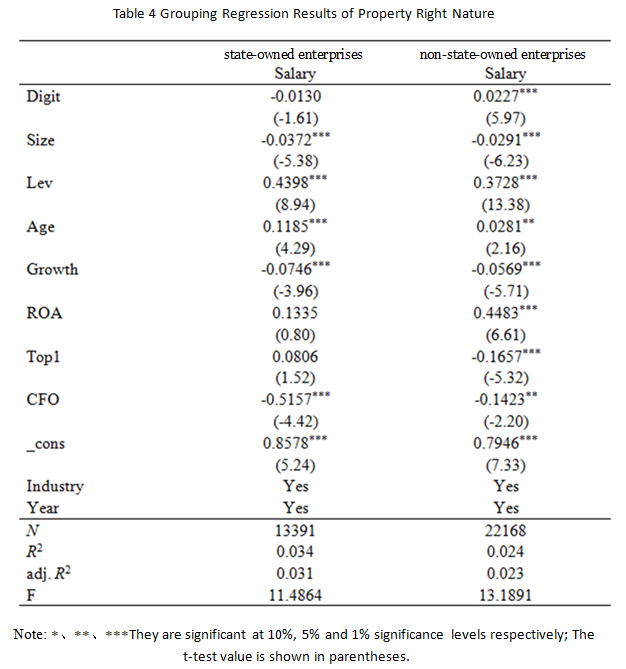 Table 4 Grouping Regression Results of Property Right Nature
state-owned enterprises non-state-owned enterprises
Salary Salary
Digit -0.0130 0.0227***
(-1.61) (5.97)
Size -0.0372*** -0.0291***
(-5.38) (-6.23)
Lev 0.4398*** 0.3728***
(8.94) (13.38)
Age 0.1185*** 0.0281**
(4.29) (2.16)
Growth -0.0746*** -0.0569***
(-3.96) (-5.71)
ROA 0.1335 0.4483***
(0.80) (6.61)
Top1 0.0806 -0.1657***
(1.52) (-5.32)
CFO -0.5157*** -0.1423**
(-4.42) (-2.20)
_cons 0.8578*** 0.7946***
(5.24) (7.33)
Industry Yes Yes
Year Yes Yes
N 13391 22168
R² 0.034 0.024
adj. R² 0.031 0.023
F 11.4864 13.1891
Note: *、**、***They are significant at 10%, 5% and 1% significance levels respectively; The
t-test value is shown in parentheses.